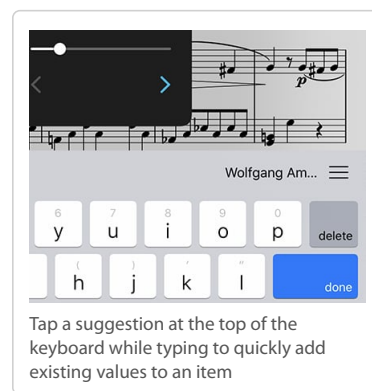 p
Wolfgang Am...
6 7 8 9 0
y u i o p delete
( ) ' "
h j k l done
Tap a suggestion at the top of the
keyboard while typing to quickly add
existing values to an item